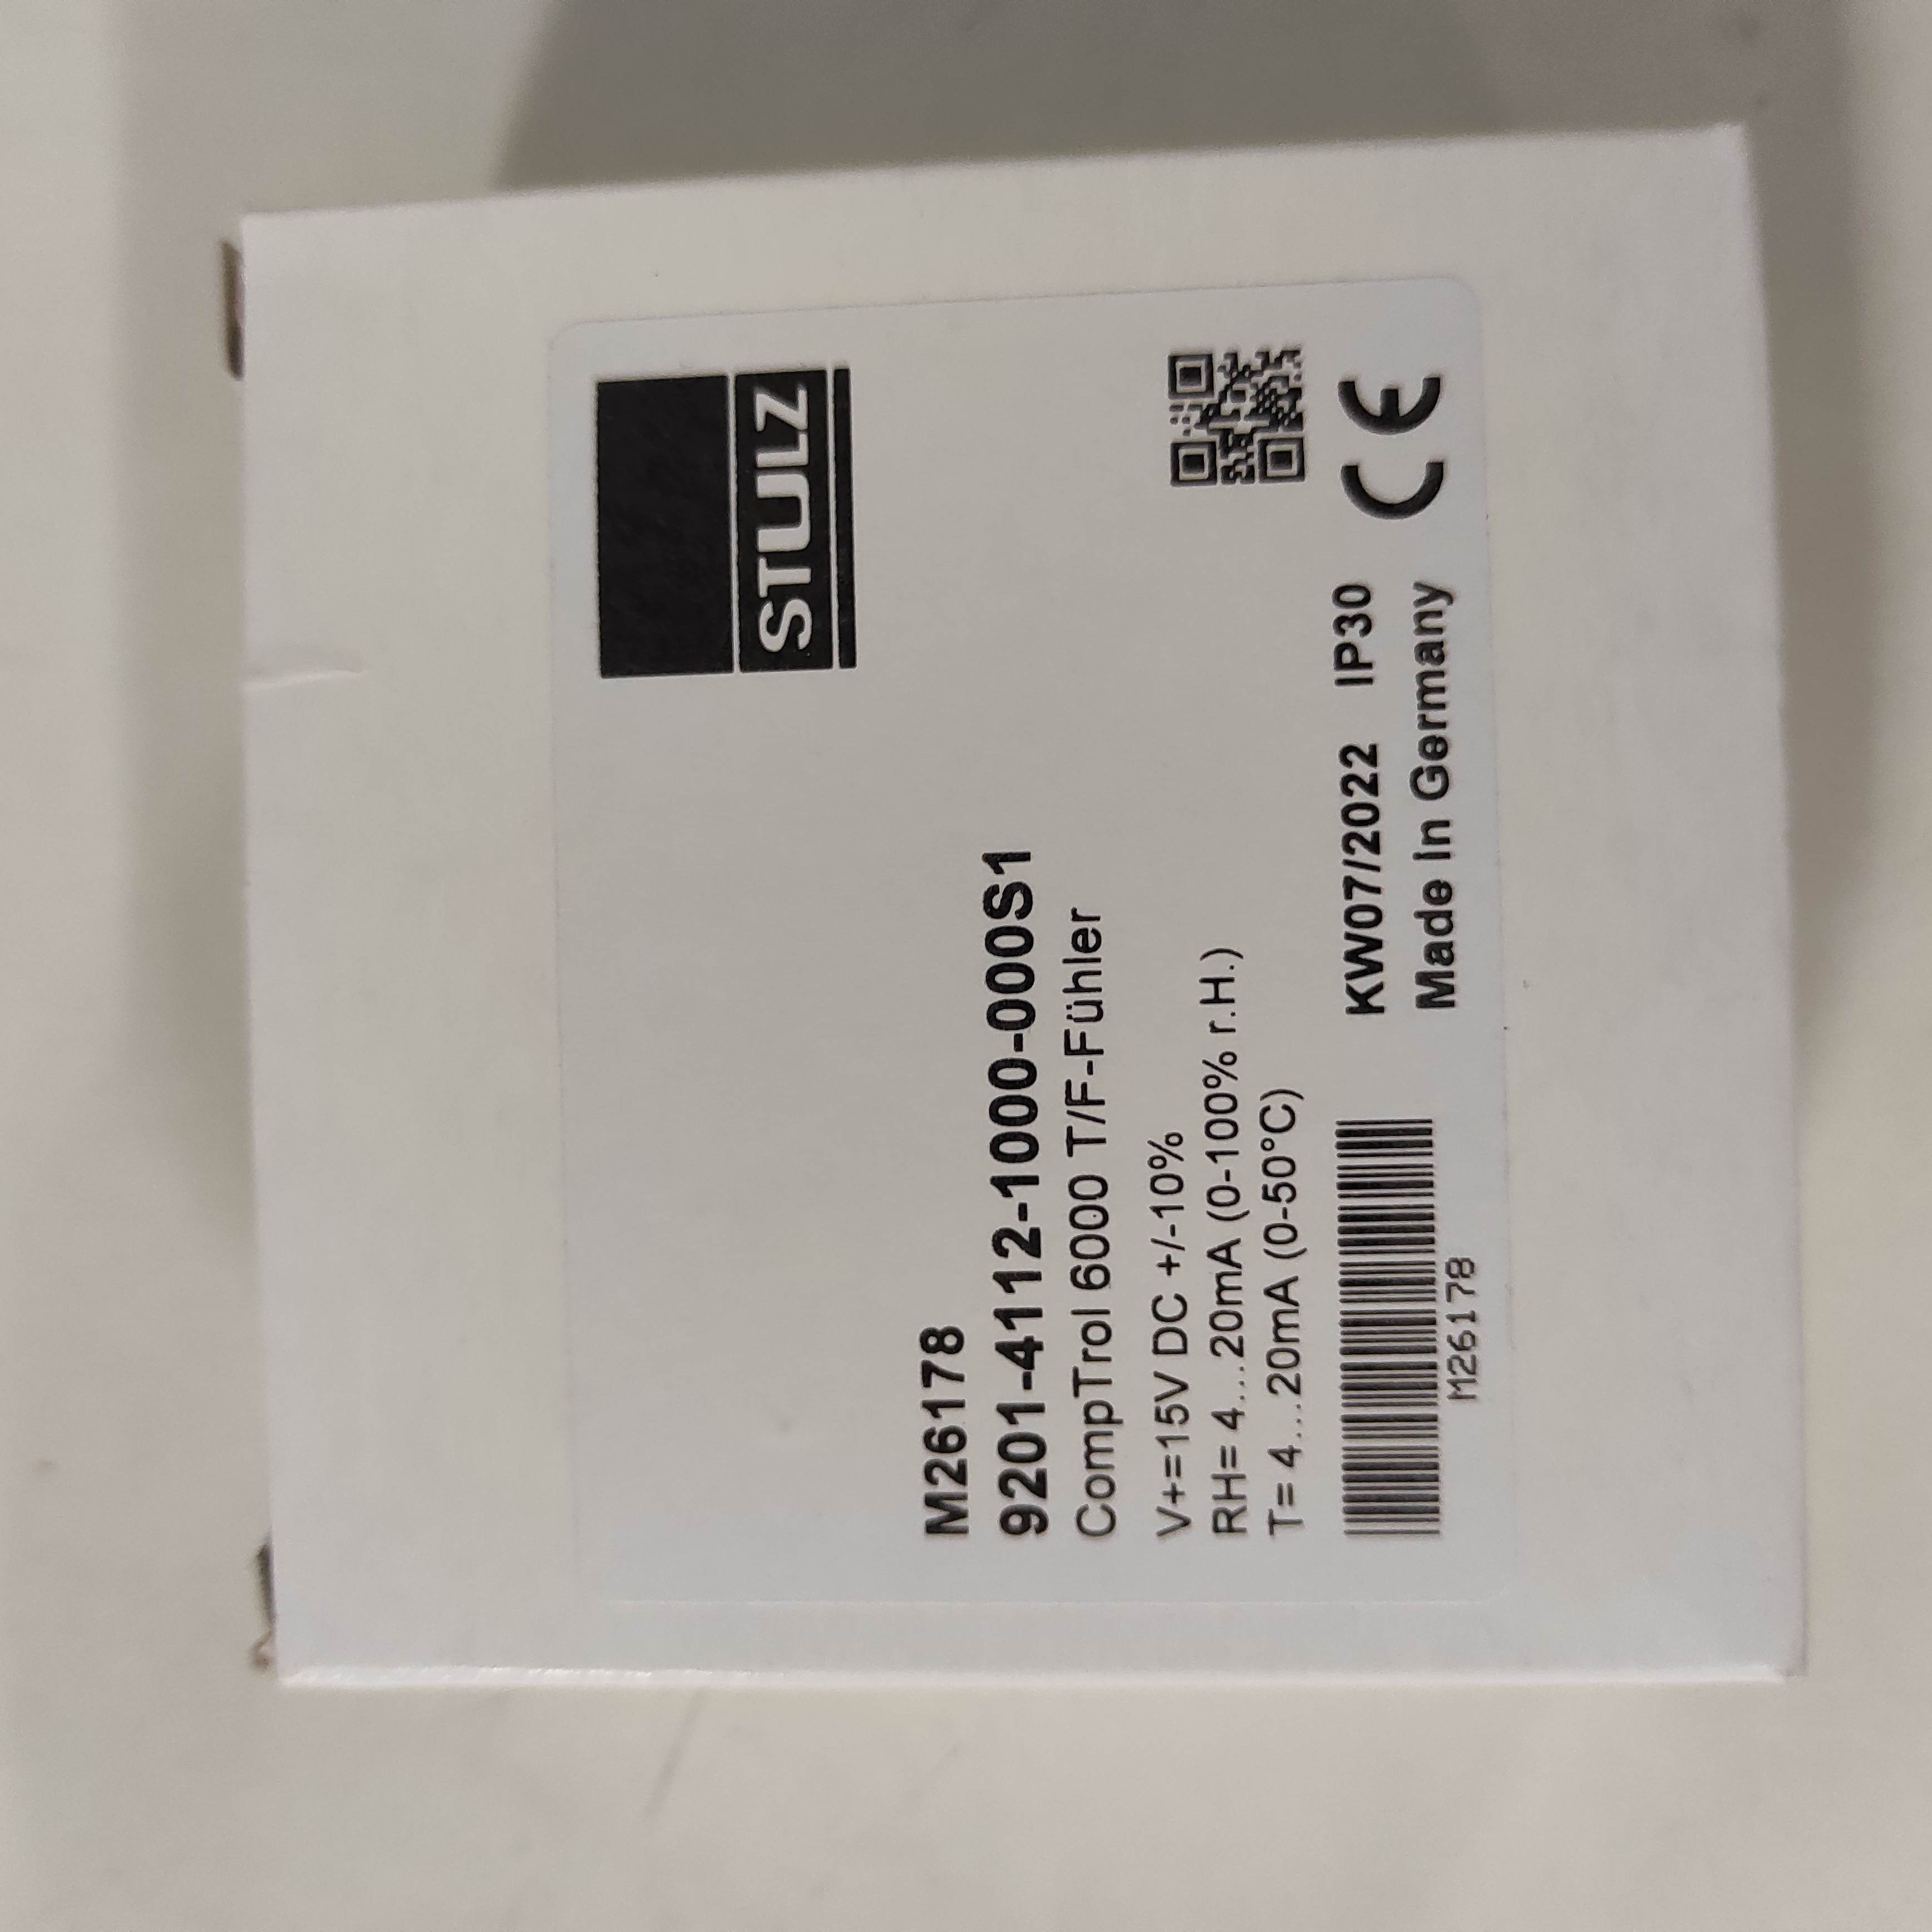 STULZ
M26178
9201-4112-1000-000S1
CompTrol 6000 T/F-Fühler
V+=15V DC +/-10%
RH= 4....20mA (0-100% r.H.)
T= 4....20mA (0-50°C)
KW07/2022 IP30
Made in Germany
CE
M26178